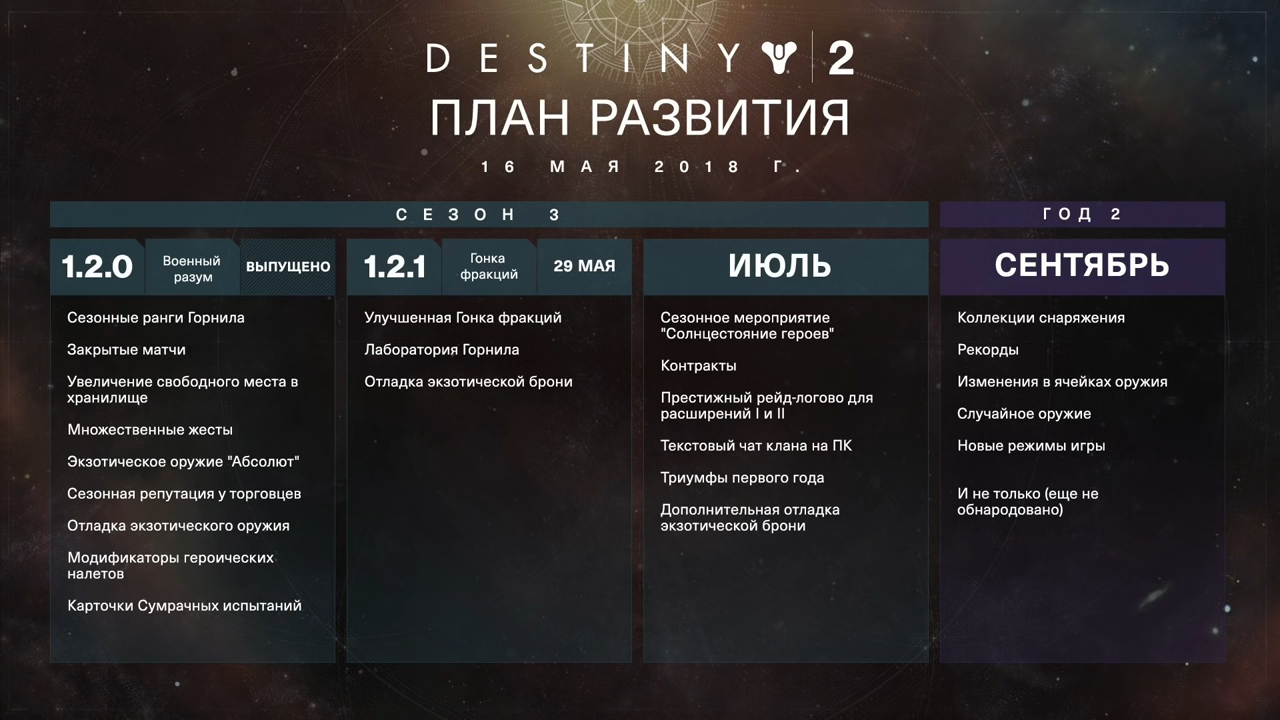 DESTINY 2
ПЛАН РАЗВИТИЯ
16 МАЯ 2018 Г.
СЕЗОН 3
1.2.0
Военный
разум
ВЫПУЩЕНО
Сезонные ранги Горнила
Закрытые матчи
Увеличение свободного места в
хранилище
Множественные жесты
Экзотическое оружие "Абсолют"
Сезонная репутация у торговцев
Отладка экзотического оружия
Модификаторы героических
налетов
Карточки Сумрачных испытаний
1.2.1
Гонка
фракций
29 МАЯ
Улучшенная Гонка фракций
Лаборатория Горнила
Отладка экзотической брони
ИЮЛЬ
Сезонное мероприятие
"Солнцестояние героев"
Контракты
Престижный рейд-логово для
расширений I и II
Текстовый чат клана на ПК
Триумфы первого года
Дополнительная отладка
экзотической брони
ГОД 2
СЕНТЯБРЬ
Коллекции снаряжения
Рекорды
Изменения в ячейках оружия
Случайное оружие
Новые режимы игры
И не только (еще не
обнародовано)